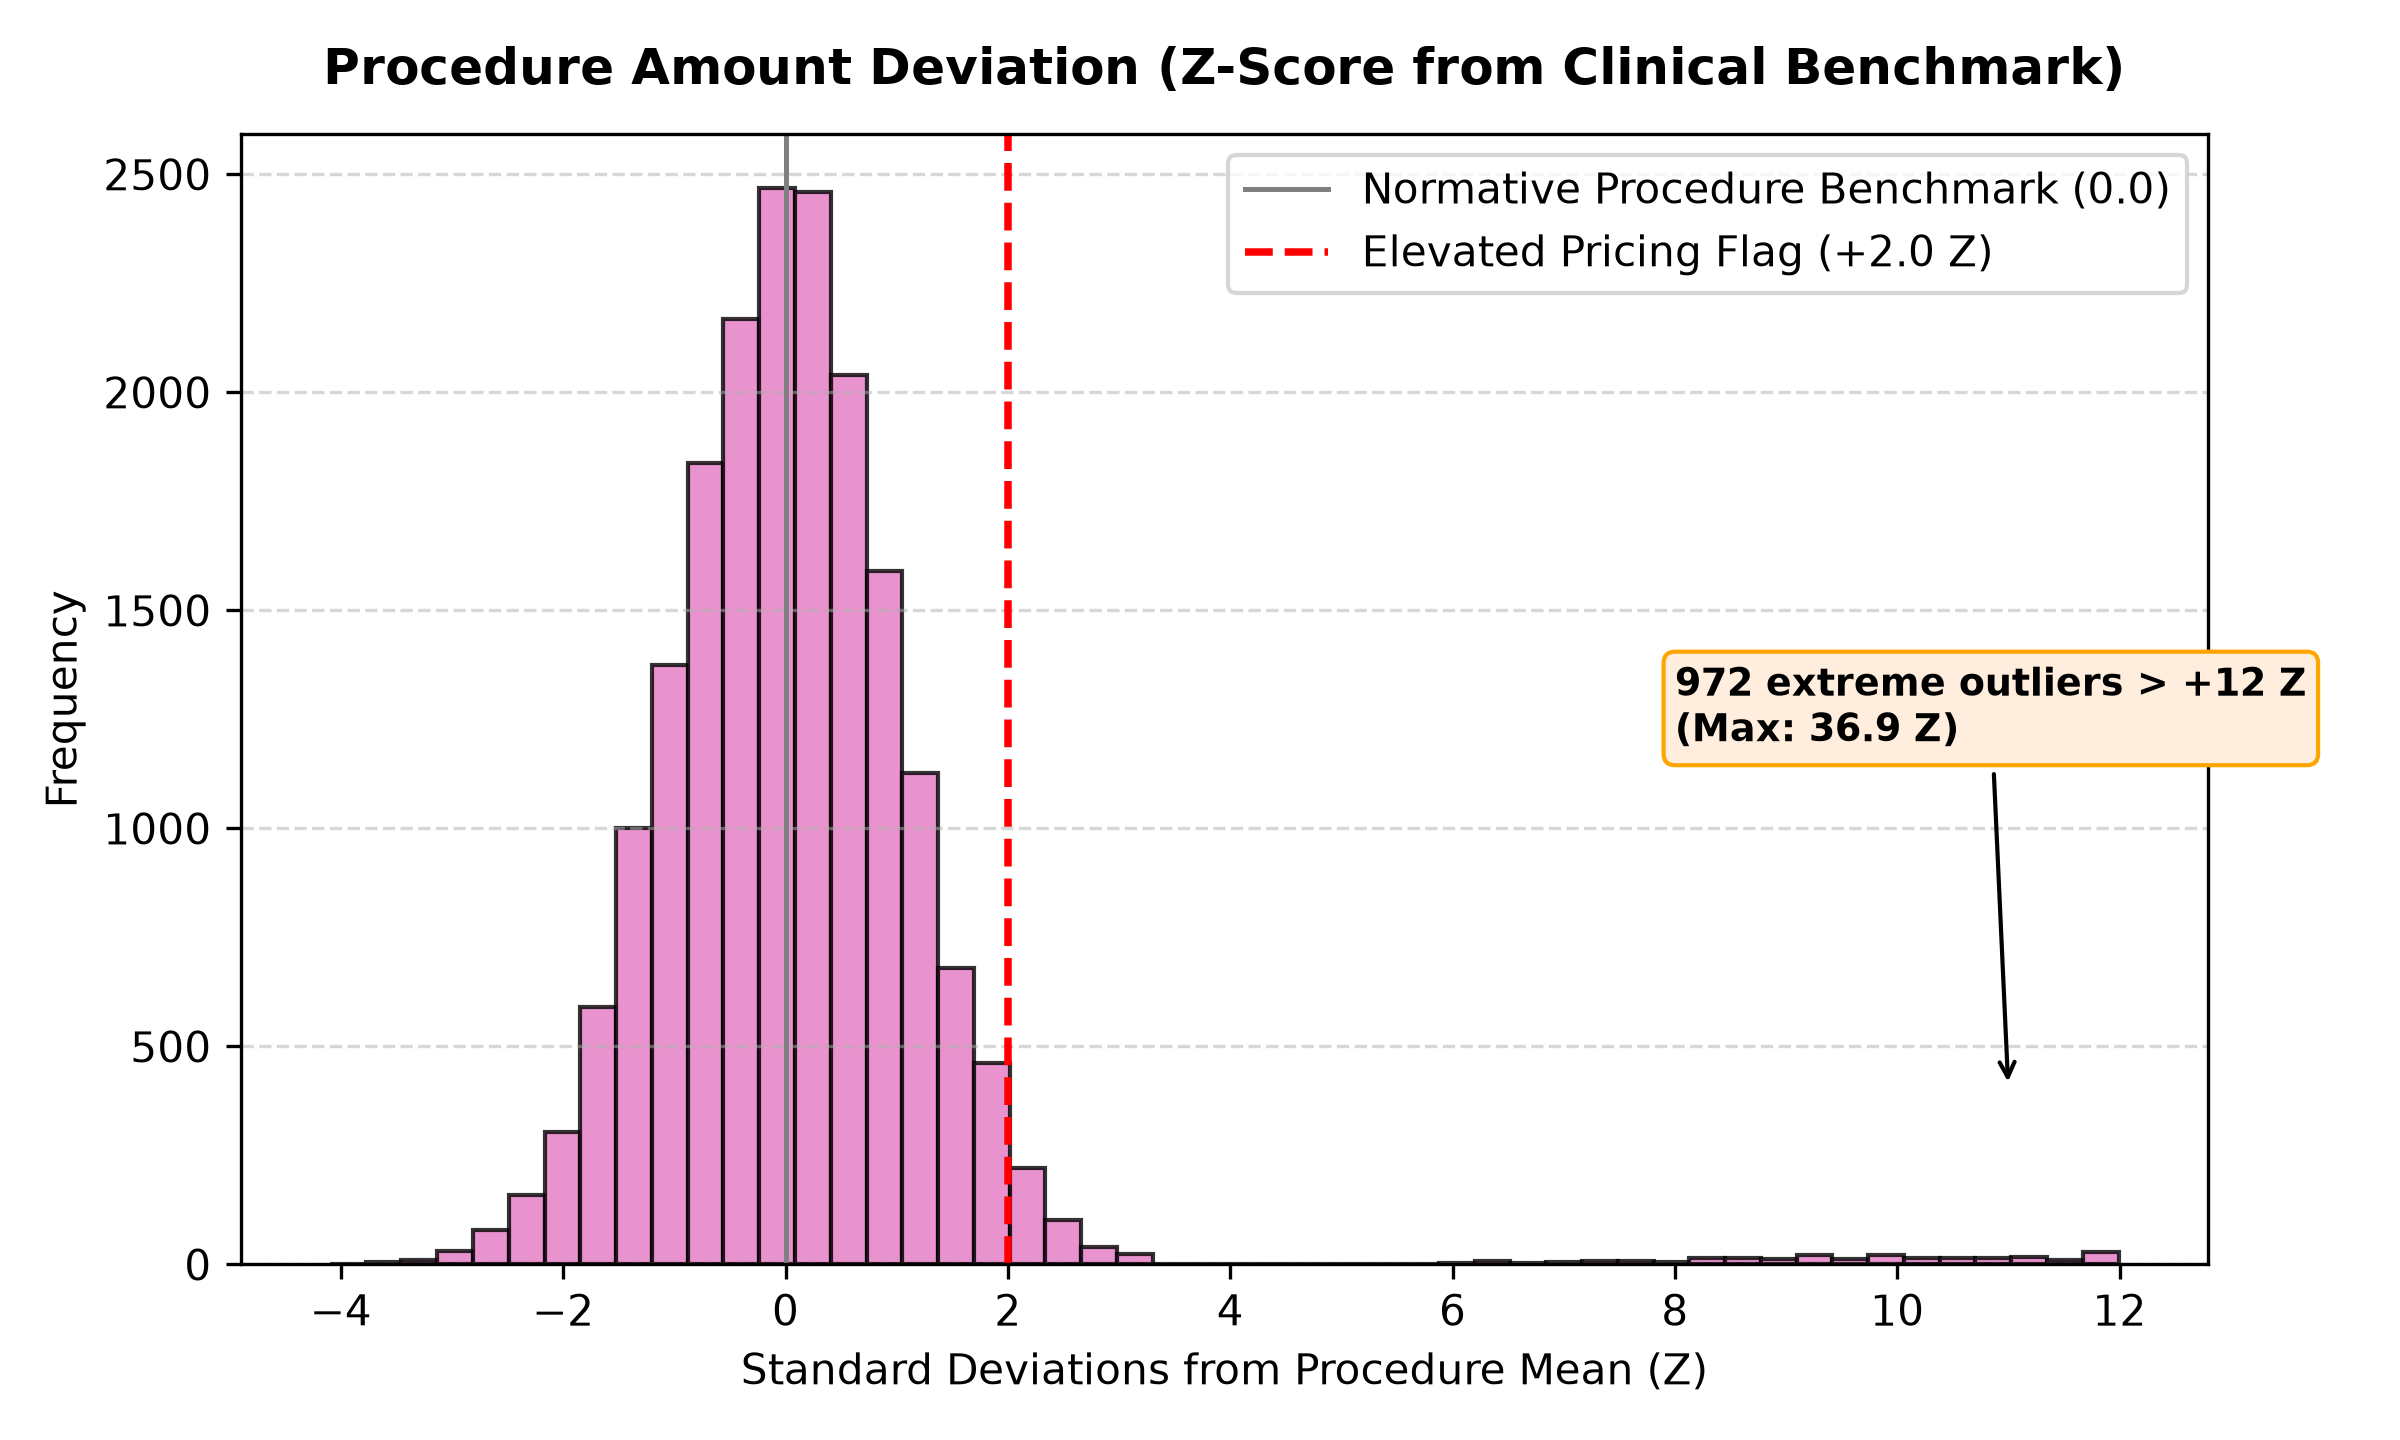 Procedure Amount Deviation (Z-Score from Clinical Benchmark)
Normative Procedure Benchmark (0.0)
Elevated Pricing Flag (+2.0 Z)
972 extreme outliers > +12 Z
(Max: 36.9 Z)
Frequency
2500
2000
1500
1000
500
0
−4 −2 0 2 4 6 8 10 12
Standard Deviations from Procedure Mean (Z)